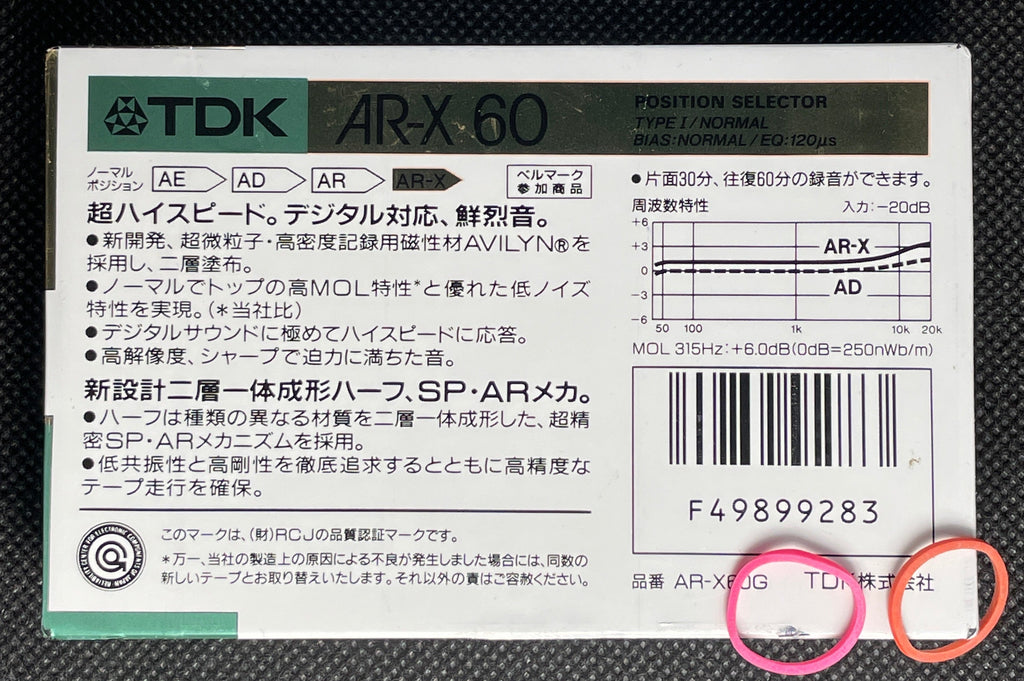 TDK AR-X 60
POSITION SELECTOR
TYPE I/NORMAL
BIAS:NORMAL/EQ:120μs
ノーマル
ポジション AE AD AR AR-X
ベルマーク
参加商品
超ハイスピード。デジタル対応、鮮烈音。
●新開発、超微粒子・高密度記録用磁性材AVILYN®を
採用し、二層塗布。
●ノーマルでトップの高MOL特性*と優れた低ノイズ
特性を実現。(*当社比)
●デジタルサウンドに極めてハイスピードに応答。
●高解像度、シャープで迫力に満ちた音。
新設計二層一体成形ハーフ、SP・ARメカ。
●ハーフは種類の異なる材質を二層一体成形した、超精
密SP・ARメカニズムを採用。
●低共振性と高剛性を徹底追求するとともに高精度な
テープ走行を確保。
RELIABILITY CENTER FOR ELECTRONIC COMPONENTS OF JAPAN
このマークは、(財)RCJの品質認証マークです。
*万一、当社の製造上の原因による不良が発生しました場合には、同数の
新しいテープとお取り替えいたします。それ以外の責はご容赦ください。
●片面30分、往復60分の録音ができます。
周波数特性 入力:-20dB
+6
+3
0
-3
-6
AR-X
AD
50 100 1k 10k 20k
MOL 315Hz:+6.0dB(0dB=250nWb/m)
F49899283
品番 AR-X60G TDK株式会社